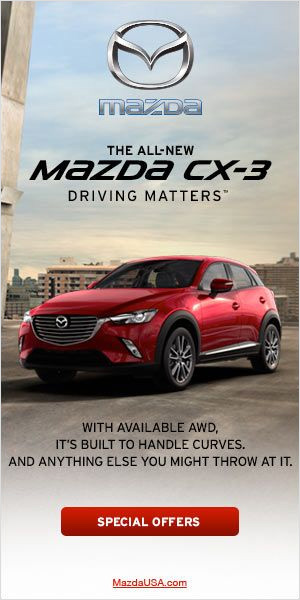 mazda
THE ALL-NEW
mazda CX-3
DRIVING MATTERS™
WITH AVAILABLE AWD,
IT'S BUILT TO HANDLE CURVES.
AND ANYTHING ELSE YOU MIGHT THROW AT IT.
SPECIAL OFFERS
MazdaUSA.com